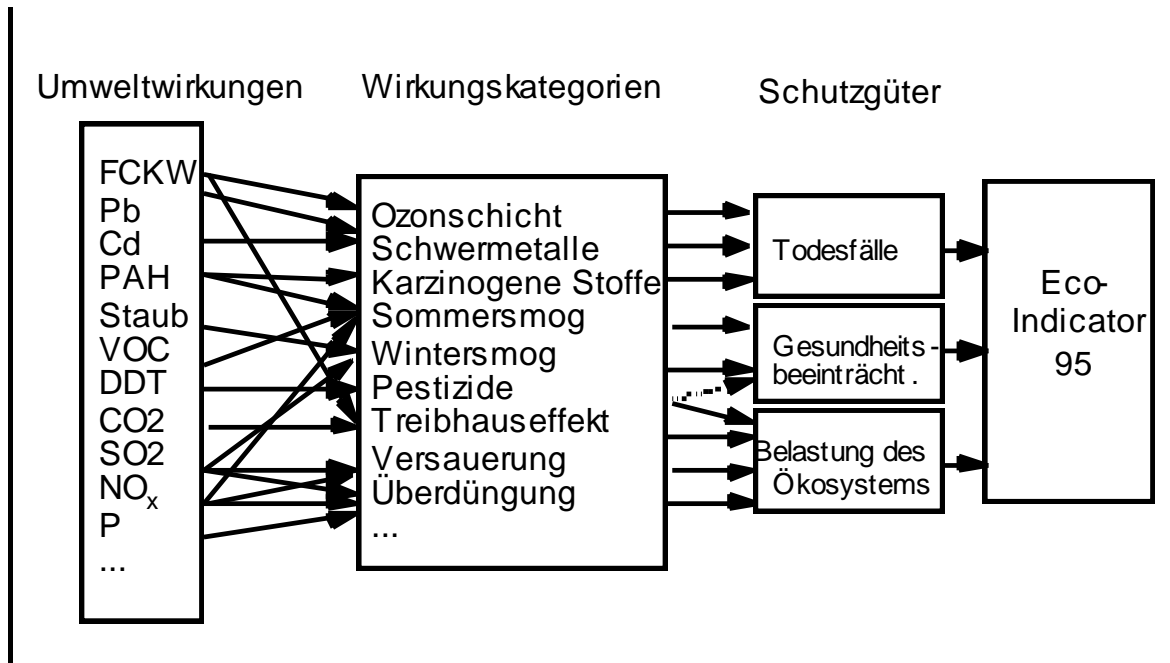 Umweltwirkungen
Wirkungskategorien
Schutzgüter
FCKW
Pb
Cd
PAH
Staub
VOC
DDT
CO2
SO2
NOx
P
...
Ozonschicht
Schwermetalle
Karzinogene Stoffe
Sommersmog
Wintersmog
Pestizide
Treibhauseffekt
Versauerung
Überdüngung
...
Todesfälle
Gesundheits-
beeinträcht.
Belastung des
Ökosystems
Eco-
Indicator
95